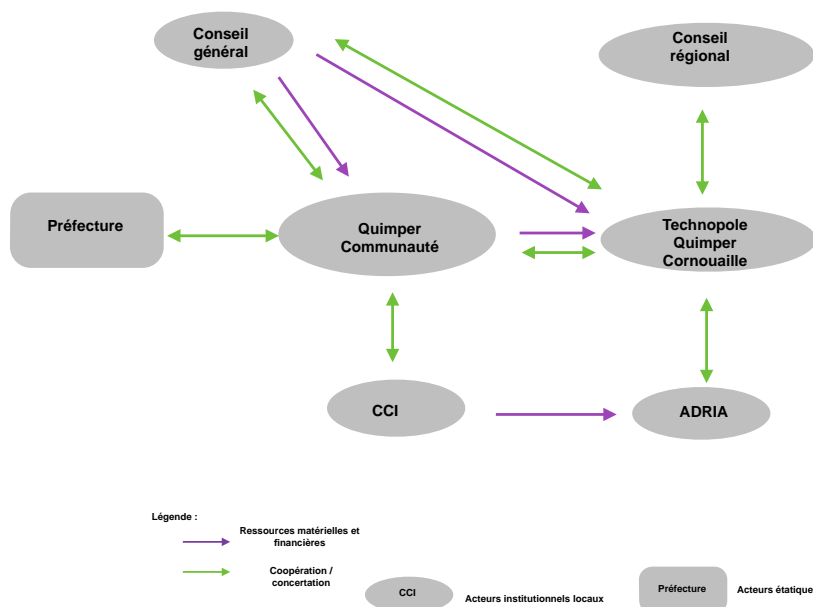 Conseil
général
Conseil
régional
Préfecture
Quimper
Communauté
Technopole
Quimper
Cornouaille
CCI
ADRIA
Légende :
Ressources matérielles et
financières
Coopération /
concertation
CCI
Acteurs institutionnels locaux
Préfecture
Acteurs étatique